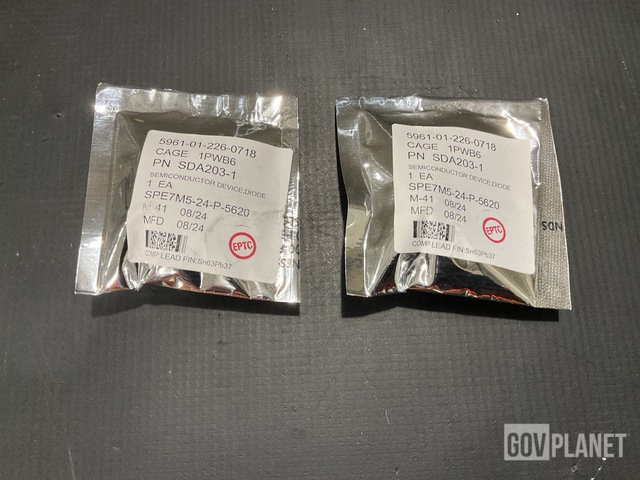 5961-01-226-0718
CAGE 1PWB6
PN SDA203-1
SEMICONDUCTOR DEVICE,DIODE
1 EA
SPE7M5-24-P-5620
M-41 08/24
MFD 08/24
EPTC
COMP LEAD FIN:Sn63Pb37
5961-01-226-0718
CAGE 1PWB6
PN SDA203-1
SEMICONDUCTOR DEVICE,DIODE
1 EA
SPE7M5-24-P-5620
M-41 08/24
MFD 08/24
EPTC
COMP LEAD FIN:Sn63Pb37
GOVPLANET